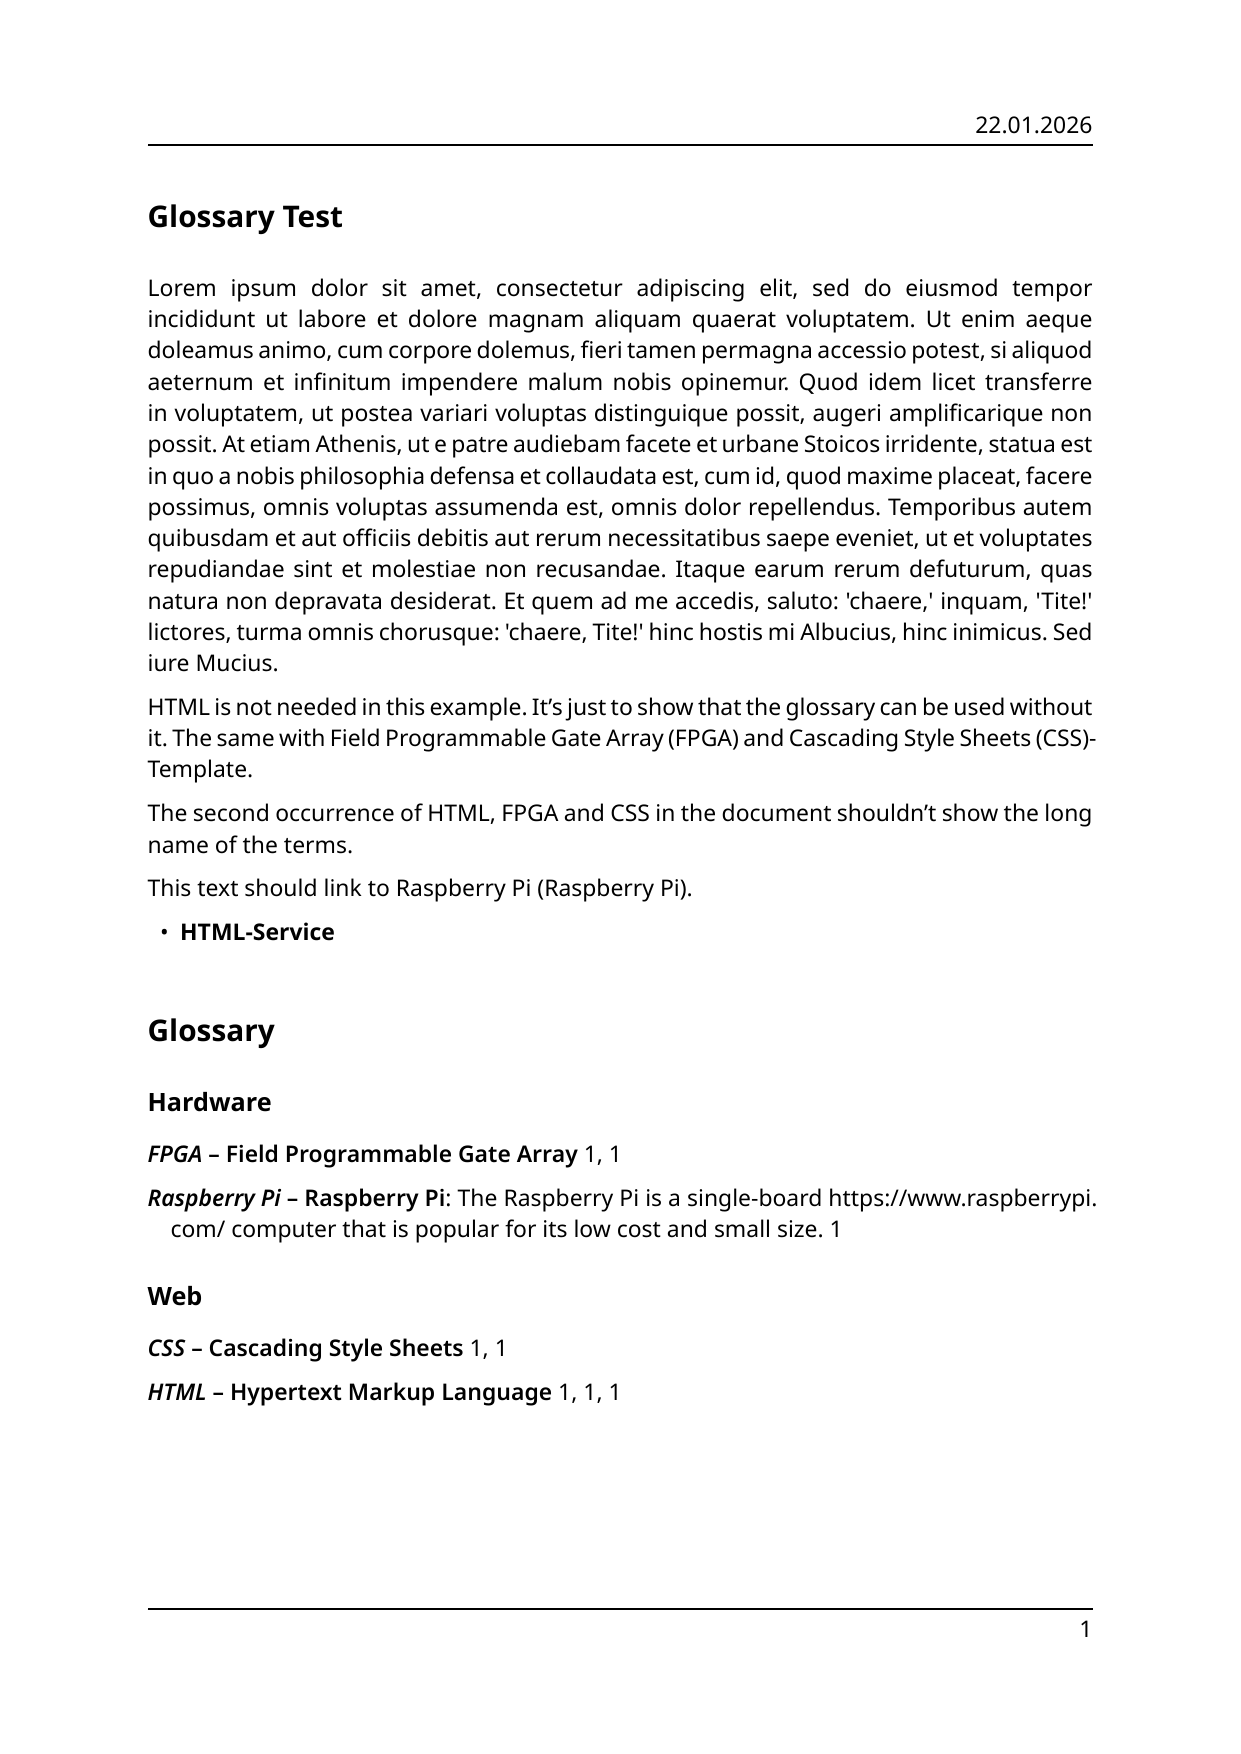 22.01.2026
Glossary Test
Lorem ipsum dolor sit amet, consectetur adipiscing elit, sed do eiusmod tempor
incididunt ut labore et dolore magnam aliquam quaerat voluptatem. Ut enim aeque
doleamus animo, cum corpore dolemus, fieri tamen permagna accessio potest, si aliquod
aeternum et infinitum impendere malum nobis opinemur. Quod idem licet transferre
in voluptatem, ut postea variari voluptas distinguique possit, augeri amplificarique non
possit. At etiam Athenis, ut e patre audiebam facete et urbane Stoicos irridente, statua est
in quo a nobis philosophia defensa et collaudata est, cum id, quod maxime placeat, facere
possimus, omnis voluptas assumenda est, omnis dolor repellendus. Temporibus autem
quibusdam et aut officiis debitis aut rerum necessitatibus saepe eveniet, ut et voluptates
repudiandae sint et molestiae non recusandae. Itaque earum rerum defuturum, quas
natura non depravata desiderat. Et quem ad me accedis, saluto: 'chaere,' inquam, 'Tite!'
lictores, turma omnis chorusque: 'chaere, Tite!' hinc hostis mi Albucius, hinc inimicus. Sed
iure Mucius.
HTML is not needed in this example. It’s just to show that the glossary can be used without
it. The same with Field Programmable Gate Array (FPGA) and Cascading Style Sheets (CSS)-
Template.
The second occurrence of HTML, FPGA and CSS in the document shouldn’t show the long
name of the terms.
This text should link to Raspberry Pi (Raspberry Pi).
• HTML-Service
Glossary
Hardware
FPGA – Field Programmable Gate Array 1, 1
Raspberry Pi – Raspberry Pi: The Raspberry Pi is a single-board https://www.raspberrypi.
com/ computer that is popular for its low cost and small size. 1
Web
CSS – Cascading Style Sheets 1, 1
HTML – Hypertext Markup Language 1, 1, 1
1